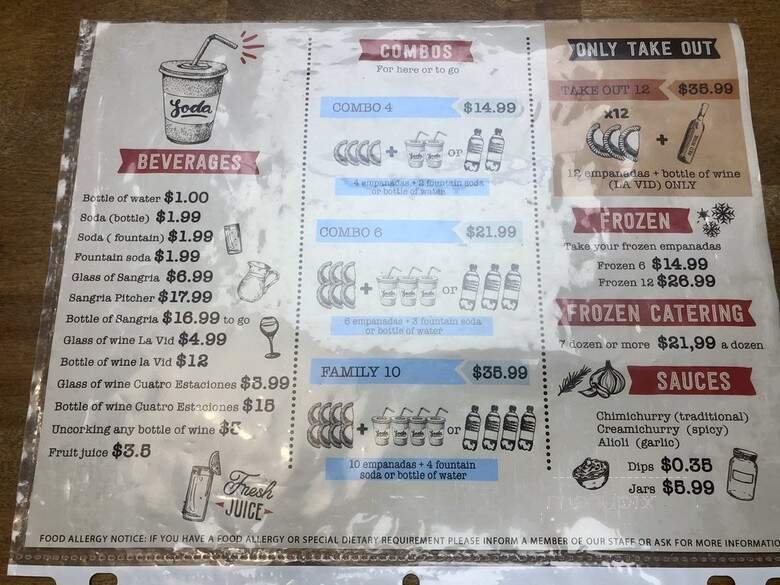 Soda
BEVERAGES
Bottle of water $1.00
Soda (bottle) $1.99
Soda ( fountain) $1.99
Fountain soda $1.99
Glass of Sangria $6.99
Sangria Pitcher $17.99
Bottle of Sangria $16.99 to go
Glass of wine La Vid $4.99
Bottle of wine la Vid $12
Glass of wine Cuatro Estaciones $3.99
Bottle of wine Cuatro Estaciones $15
Uncorking any bottle of wine
Fruit juice $3.5
Fresh
JUICE
COMBOS
For here or to go
COMBO 4 $14.99
+ or
4 empanadas + 2 fountain soda
or bottle of water
COMBO 6 $21.99
+ or
6 empanadas + 3 fountain soda
or bottle of water
FAMILY 10 $35.99
+ or
10 empanadas + 4 fountain
soda or bottle of water
ONLY TAKE OUT
TAKE OUT 12 $35.99
x12
+
12 empanadas + bottle of wine
(LA VID) ONLY
FROZEN
Take your frozen empanadas
Frozen 6 $14.99
Frozen 12 $26.99
FROZEN CATERING
7 dozen or more $21,99 a dozen
SAUCES
Chimichurry (traditional)
Creamichurry (spicy)
Alioli (garlic)
Dips $0.35
Jars $5.99
FOOD ALLERGY NOTICE: IF YOU HAVE A FOOD ALLERGY OR SPECIAL DIETARY REQUIREMENT PLEASE INFORM A MEMBER OF OUR STAFF OR ASK FOR MORE INFORMATIO